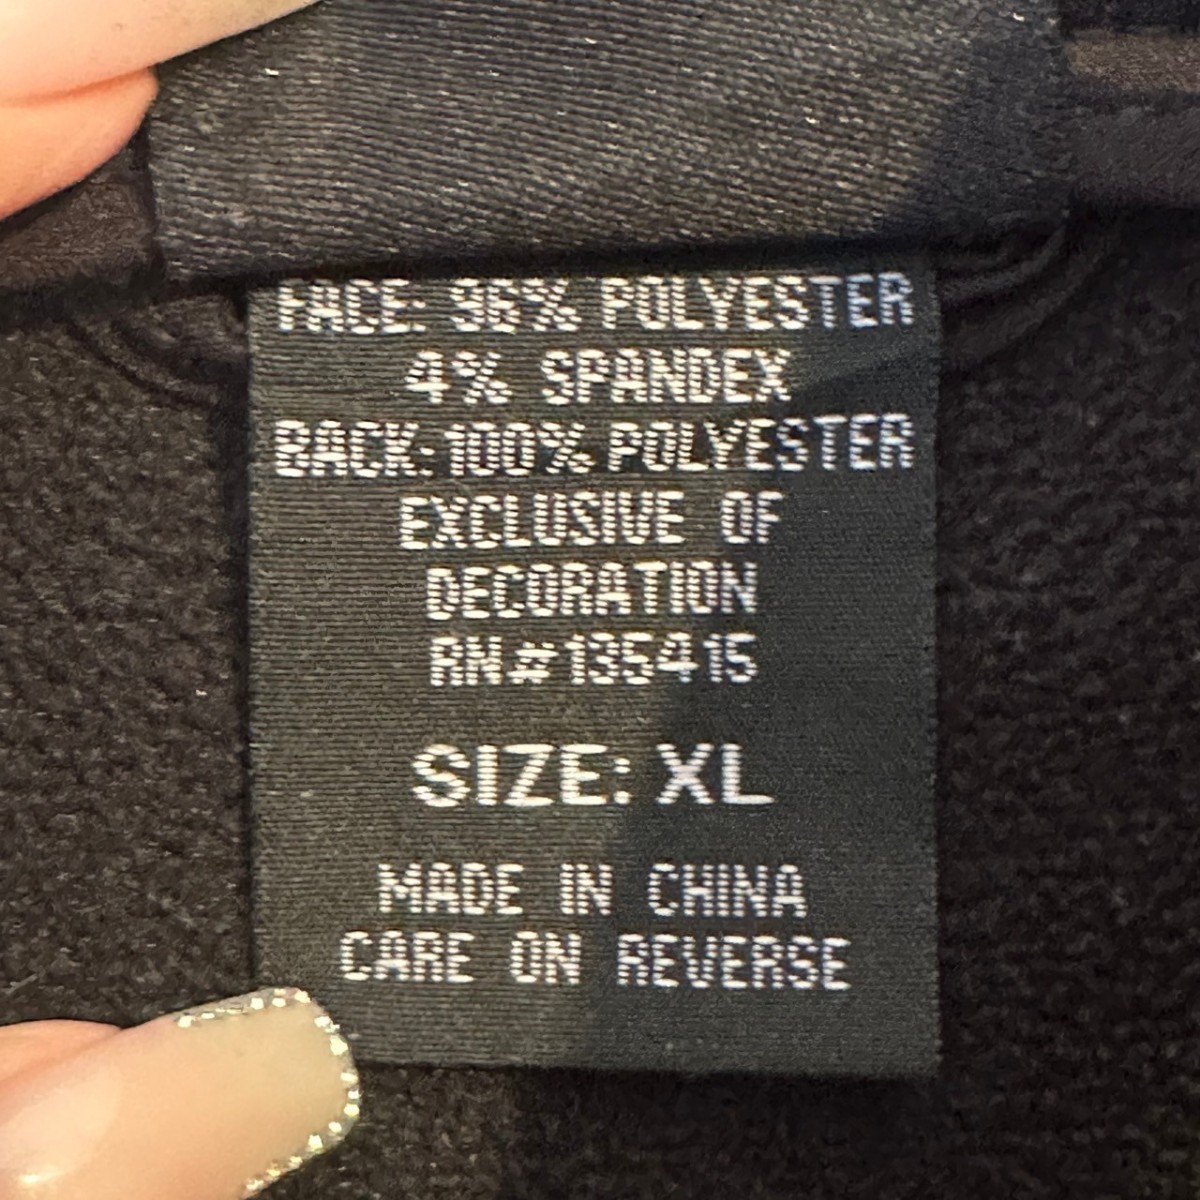 FACE: 96% POLYESTER
4% SPANDEX
BACK: 100% POLYESTER
EXCLUSIVE OF
DECORATION
RN#135415
SIZE: XL
MADE IN CHINA
CARE ON REVERSE